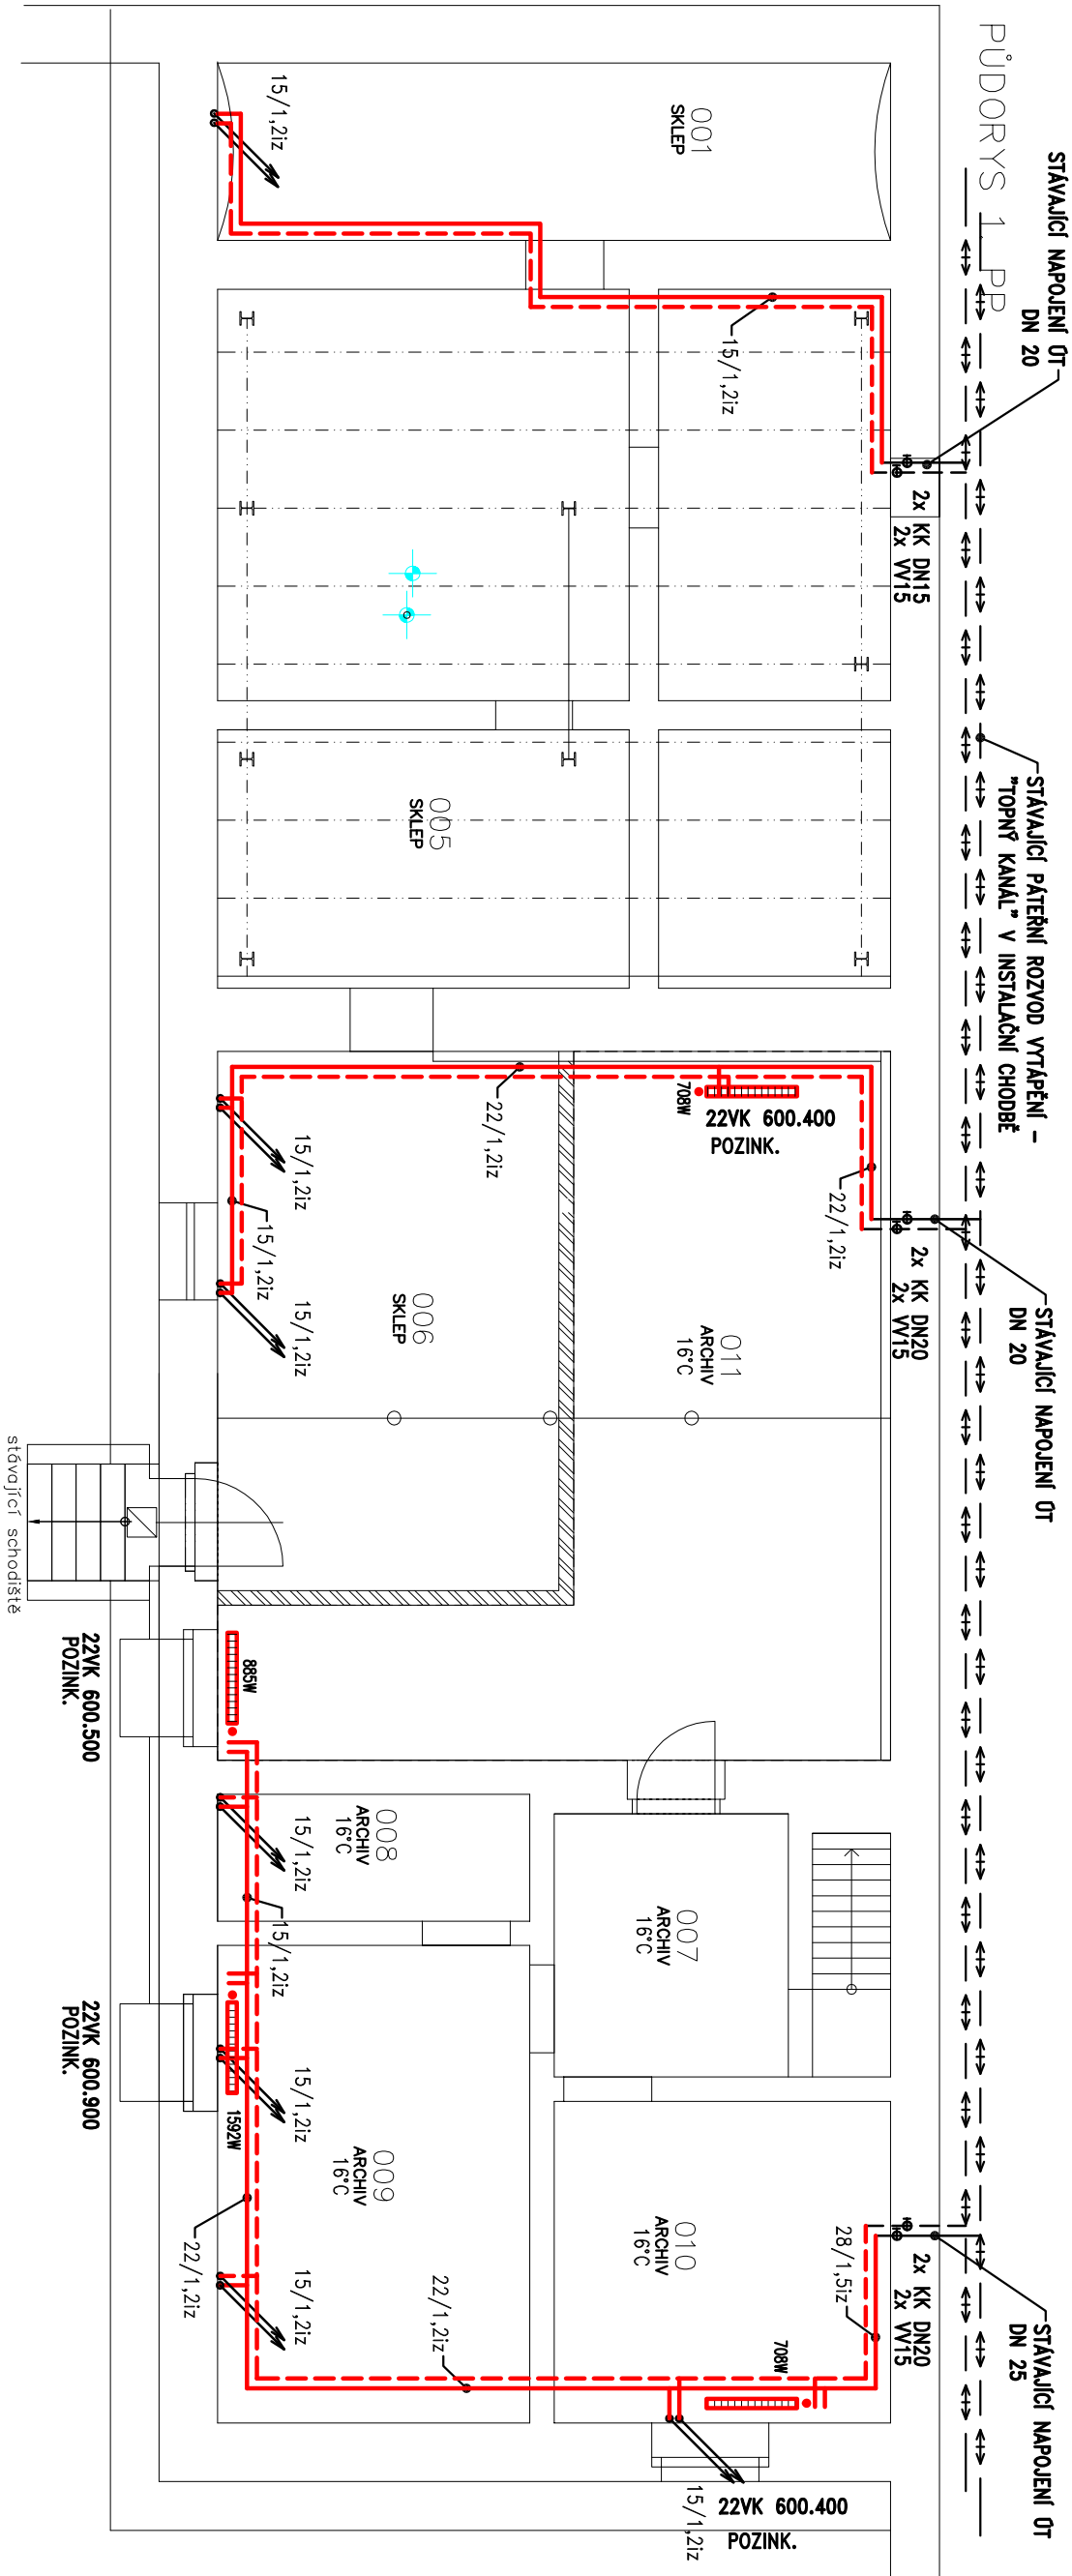 PŮDORYS 1.PP
STÁVAJÍCÍ NAPOJENÍ ÚT
DN 20
001
SKLEP
15/1,2iz
15/1,2iz
2x KK DN15
2x VV15
STÁVAJÍCÍ PÁTEŘNÍ ROZVOD VYTÁPĚNÍ -
"TOPNÝ KANÁL" V INSTALAČNÍ CHODBĚ
005
SKLEP
22/1,2iz
708W
22VK 600.400
POZINK.
22/1,2iz
15/1,2iz
15/1,2iz
15/1,2iz
2x KK DN20
2x VV15
STÁVAJÍCÍ NAPOJENÍ ÚT
DN 20
006
SKLEP
011
ARCHIV
16°C
stávající schodiště
22VK 600.500
POZINK.
885W
008
ARCHIV
16°C
15/1,2iz
15/1,2iz
007
ARCHIV
16°C
22VK 600.900
POZINK.
1592W
15/1,2iz
009
ARCHIV
16°C
010
ARCHIV
16°C
22/1,2iz
15/1,2iz
22/1,2iz
28/1,5iz
2x KK DN20
2x VV15
STÁVAJÍCÍ NAPOJENÍ ÚT
DN 25
708W
22VK 600.400
POZINK.
15/1,2iz